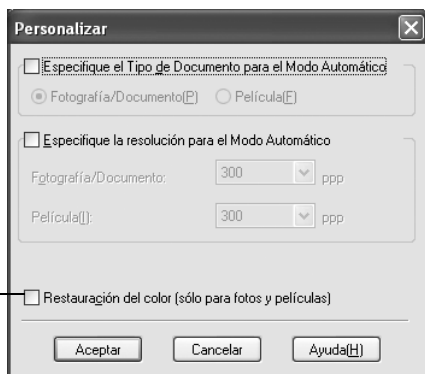 Personalizar
Especifique el Tipo de Documento para el Modo Automático
Fotografía/Documento(P) Película(F)
Especifique la resolución para el Modo Automático
Fotografía/Documento: 300 ppp
Película(I): 300 ppp
Restauración del color (sólo para fotos y películas)
Aceptar Cancelar Ayuda(H)